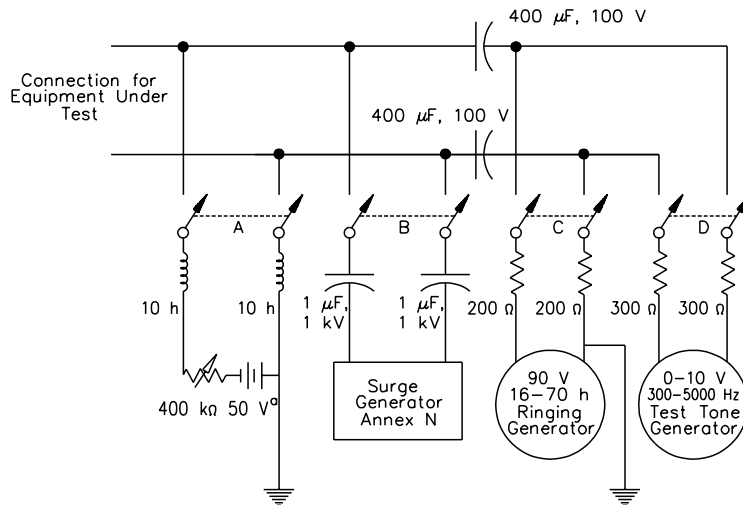 400 μF, 100 V
Connection for
Equipment Under
Test
400 μF, 100 V
A
B
C
D
10 h
10 h
1 μF,
1 kV
1 μF,
1 kV
200 Ω
200 Ω
300 Ω
300 Ω
400 kΩ
50 Vᵃ
Surge
Generator
Annex N
90 V
16-70 h
Ringing
Generator
0-10 V
300-5000 Hz
Test Tone
Generator